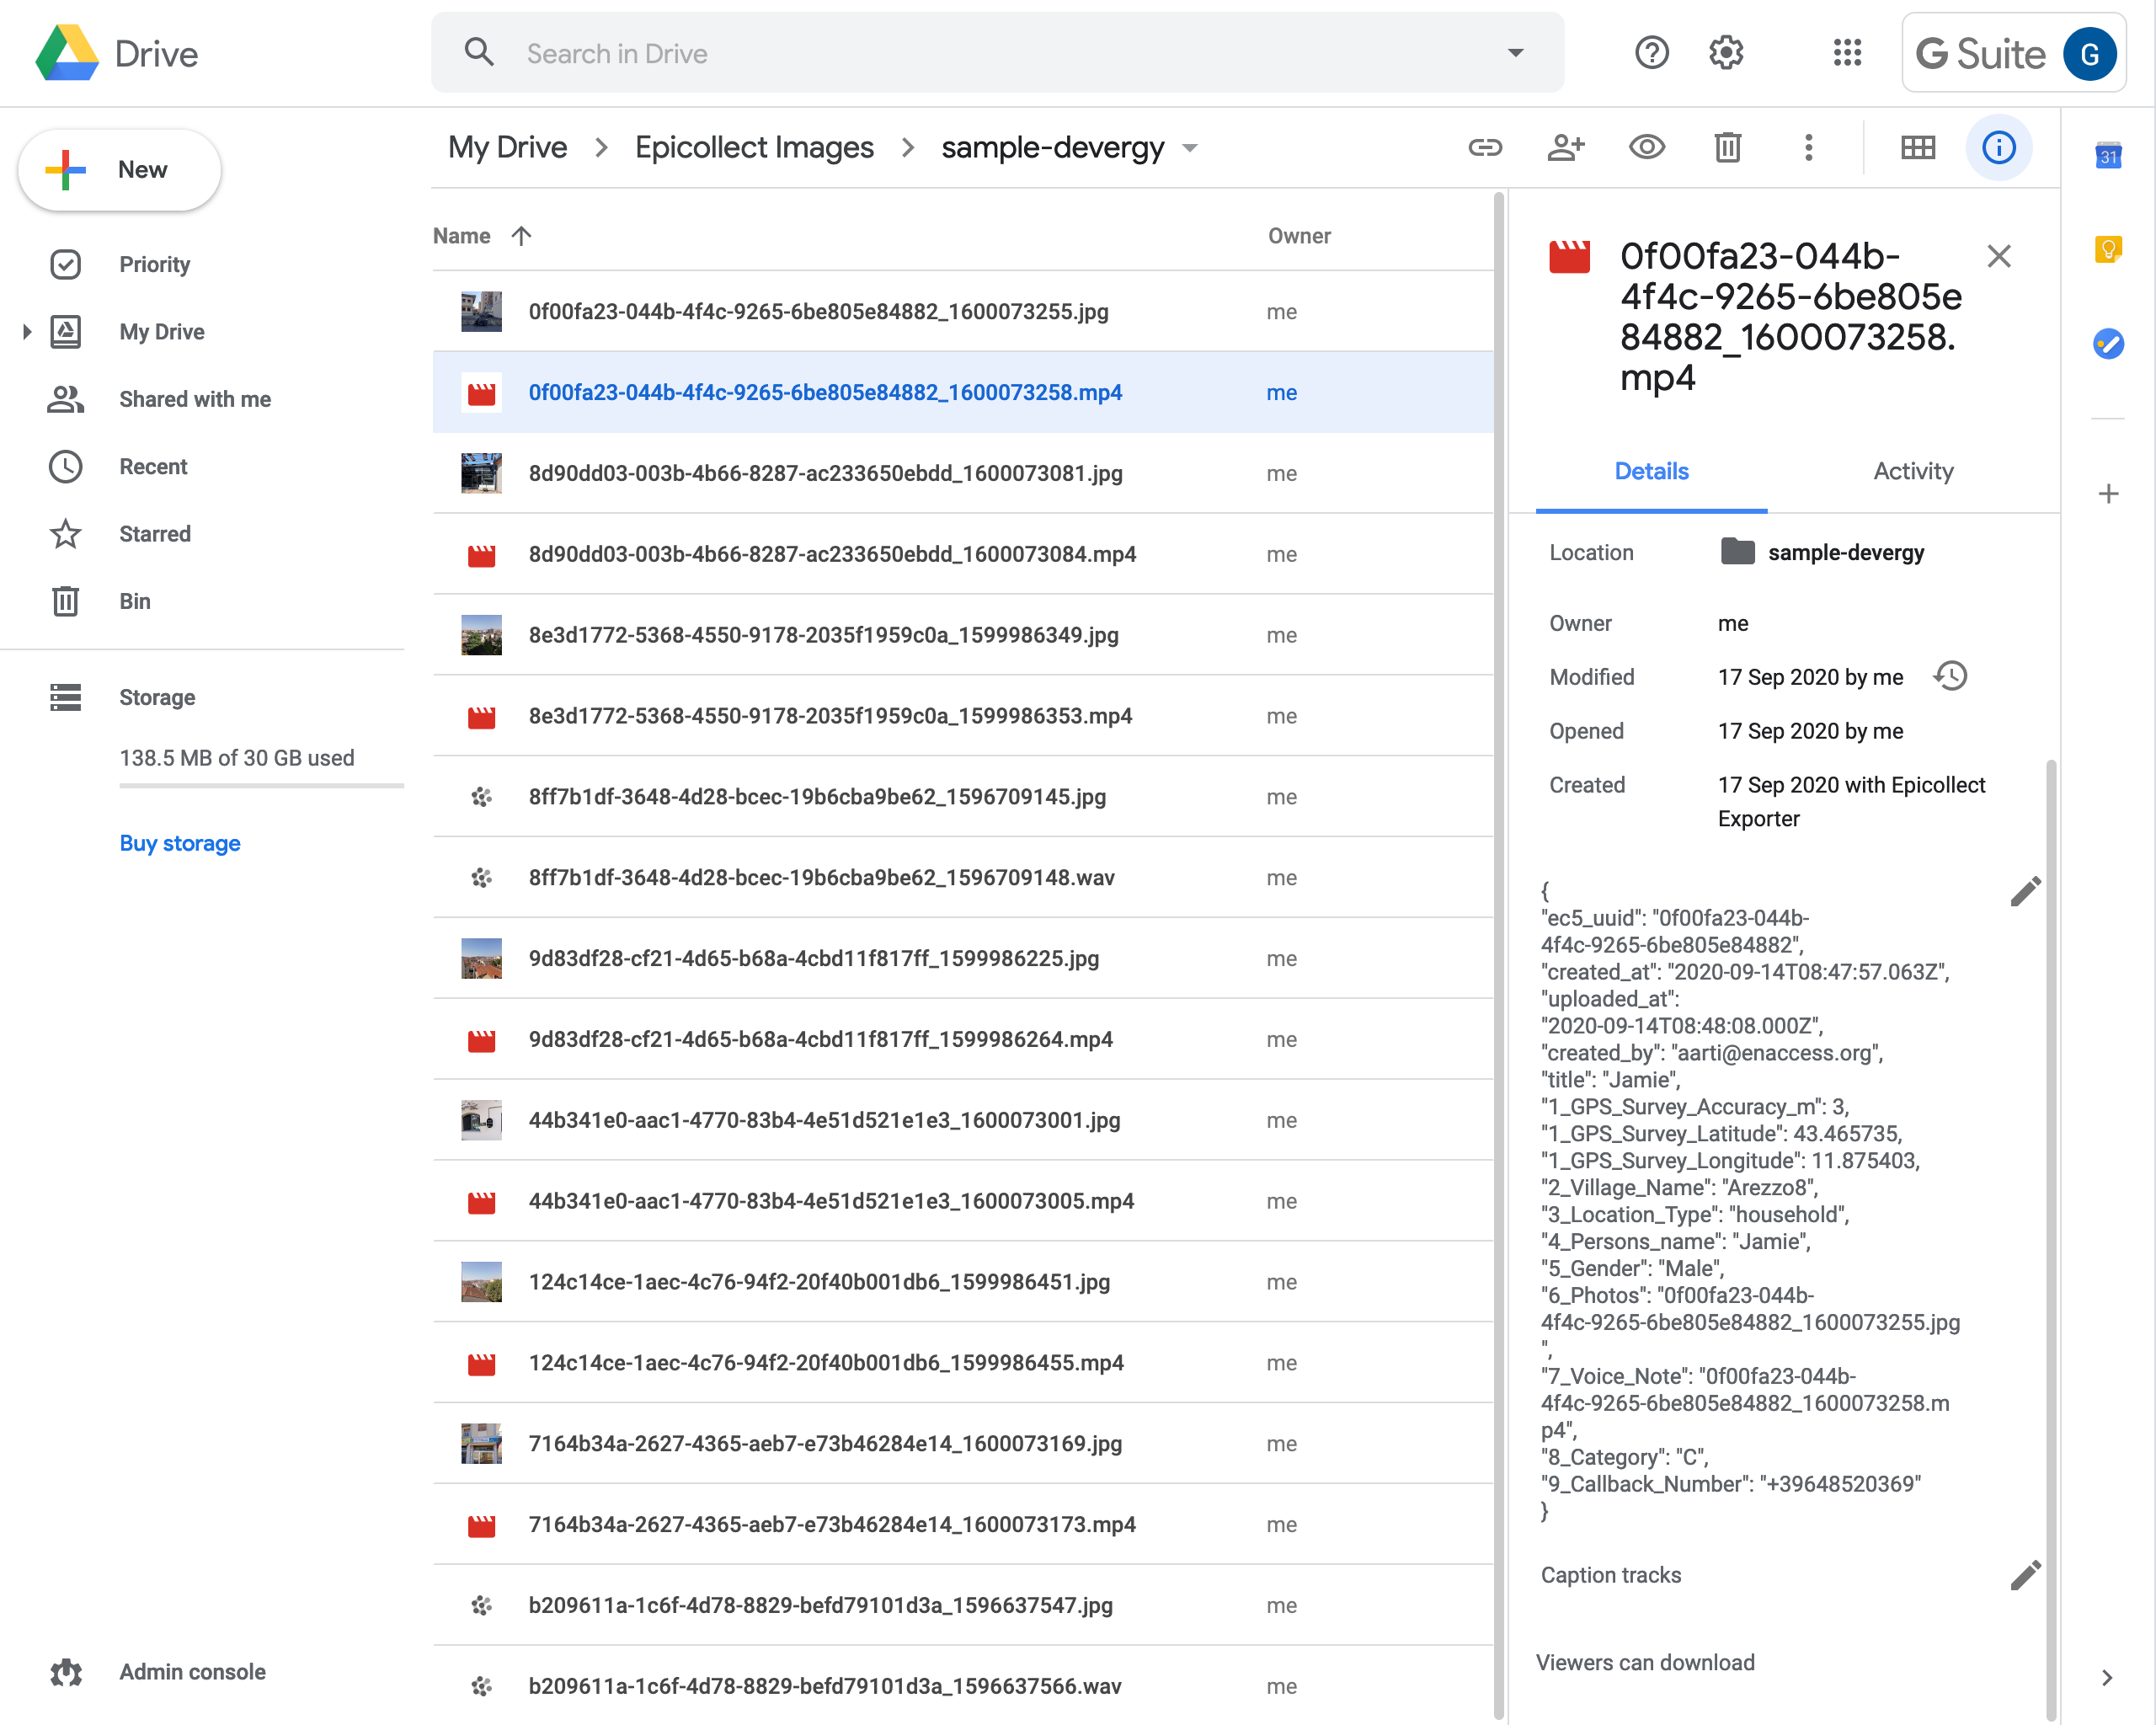 Drive
Search in Drive
G Suite
G
New
Priority
My Drive
Shared with me
Recent
Starred
Bin
Storage
138.5 MB of 30 GB used
Buy storage
Admin console
My Drive > Epicollect Images > sample-devergy
Name Owner
0f00fa23-044b-4f4c-9265-6be805e84882_1600073255.jpg me
0f00fa23-044b-4f4c-9265-6be805e84882_1600073258.mp4 me
8d90dd03-003b-4b66-8287-ac233650ebdd_1600073081.jpg me
8d90dd03-003b-4b66-8287-ac233650ebdd_1600073084.mp4 me
8e3d1772-5368-4550-9178-2035f1959c0a_1599986349.jpg me
8e3d1772-5368-4550-9178-2035f1959c0a_1599986353.mp4 me
8ff7b1df-3648-4d28-bcec-19b6cba9be62_1596709145.jpg me
8ff7b1df-3648-4d28-bcec-19b6cba9be62_1596709148.wav me
9d83df28-cf21-4d65-b68a-4cbd11f817ff_1599986225.jpg me
9d83df28-cf21-4d65-b68a-4cbd11f817ff_1599986264.mp4 me
44b341e0-aac1-4770-83b4-4e51d521e1e3_1600073001.jpg me
44b341e0-aac1-4770-83b4-4e51d521e1e3_1600073005.mp4 me
124c14ce-1aec-4c76-94f2-20f40b001db6_1599986451.jpg me
124c14ce-1aec-4c76-94f2-20f40b001db6_1599986455.mp4 me
7164b34a-2627-4365-aeb7-e73b46284e14_1600073169.jpg me
7164b34a-2627-4365-aeb7-e73b46284e14_1600073173.mp4 me
b209611a-1c6f-4d78-8829-befd79101d3a_1596637547.jpg me
b209611a-1c6f-4d78-8829-befd79101d3a_1596637566.wav me
0f00fa23-044b-
4f4c-9265-6be805e
84882_1600073258.
mp4
Details Activity
Location sample-devergy
Owner me
Modified 17 Sep 2020 by me
Opened 17 Sep 2020 by me
Created 17 Sep 2020 with Epicollect
Exporter
{
"ec5_uuid": "0f00fa23-044b-
4f4c-9265-6be805e84882",
"created_at": "2020-09-14T08:47:57.063Z",
"uploaded_at":
"2020-09-14T08:48:08.000Z",
"created_by": "aarti@enaccess.org",
"title": "Jamie",
"1_GPS_Survey_Accuracy_m": 3,
"1_GPS_Survey_Latitude": 43.465735,
"1_GPS_Survey_Longitude": 11.875403,
"2_Village_Name": "Arezzo8",
"3_Location_Type": "household",
"4_Persons_name": "Jamie",
"5_Gender": "Male",
"6_Photos": "0f00fa23-044b-
4f4c-9265-6be805e84882_1600073255.jpg
",
"7_Voice_Note": "0f00fa23-044b-
4f4c-9265-6be805e84882_1600073258.m
p4",
"8_Category": "C",
"9_Callback_Number": "+39648520369"
}
Caption tracks
Viewers can download
31